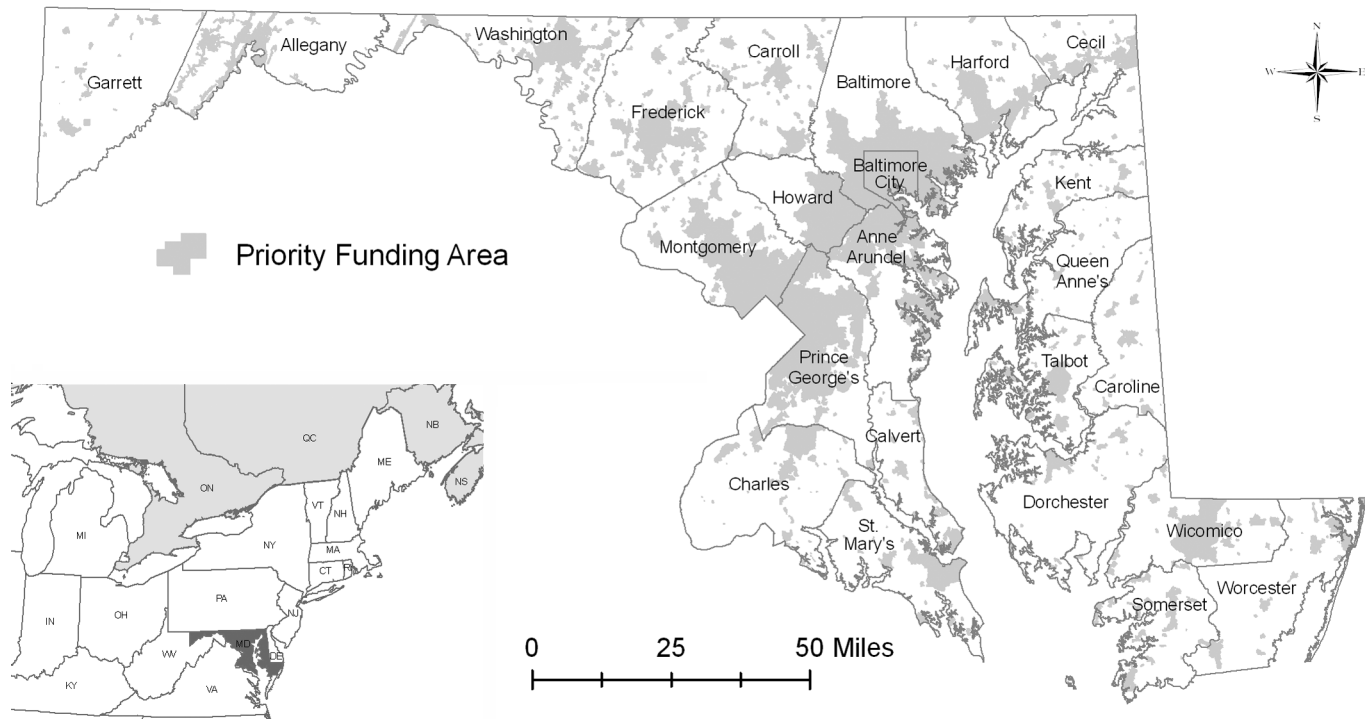 Garrett
Allegany
Washington
Frederick
Carroll
Baltimore
Harford
Cecil
N
W
E
S
Baltimore
City
Howard
Montgomery
Anne
Arundel
Kent
Queen
Anne's
Priority Funding Area
Prince
George's
Talbot
Caroline
Calvert
Charles
St.
Mary's
Dorchester
Wicomico
Somerset
Worcester
QC
NB
ME
NS
ON
VT
NH
MI
NY
MA
CT
RI
PA
NJ
IN
OH
MD
DE
WV
KY
VA
0 25 50 Miles